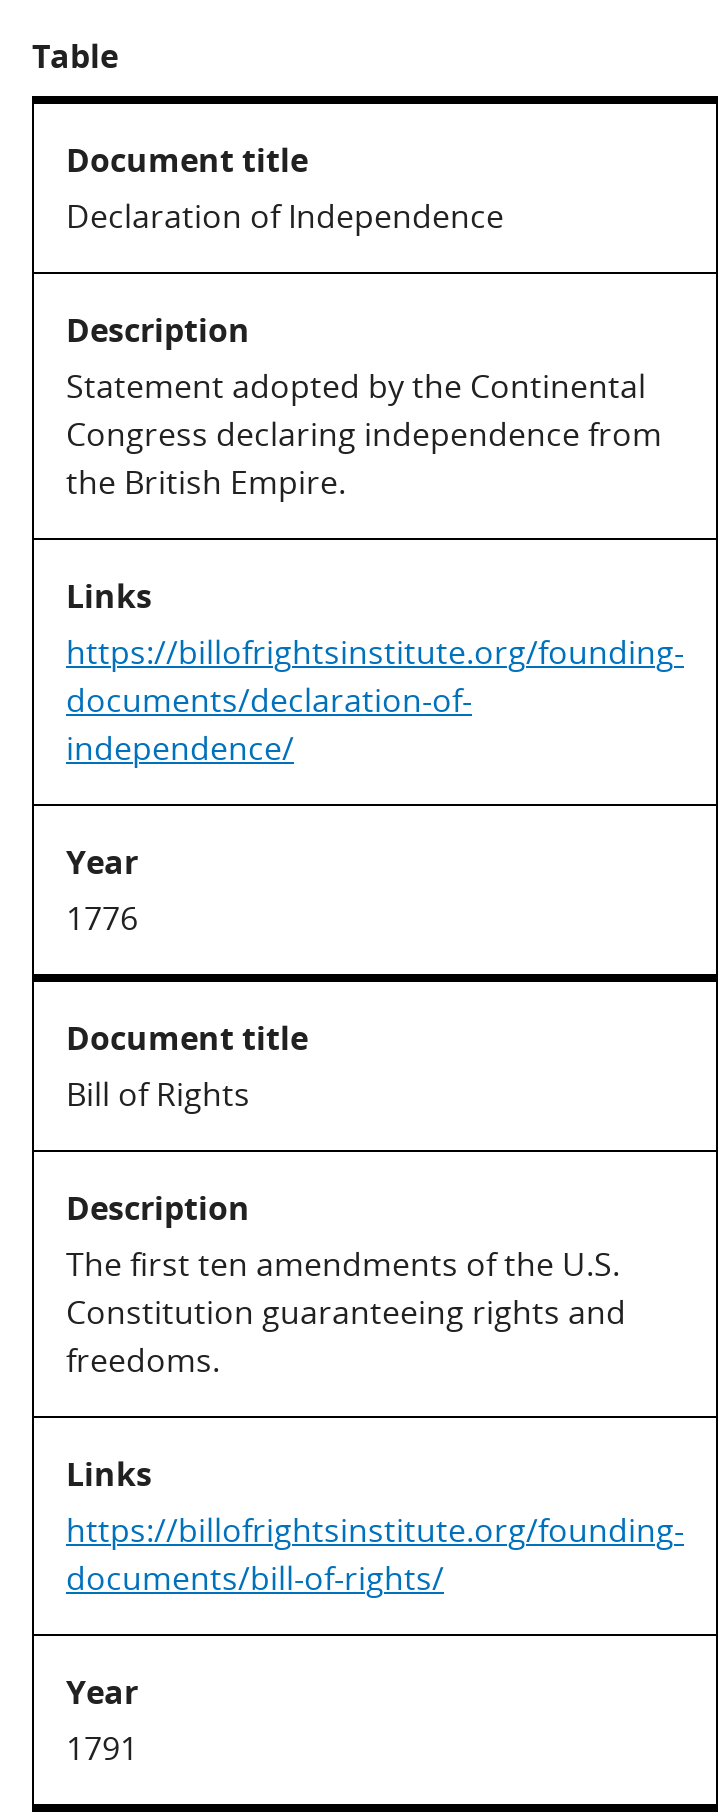 Table
Document title
Declaration of Independence
Description
Statement adopted by the Continental
Congress declaring independence from
the British Empire.
Links
https://billofrightsinstitute.org/founding-
documents/declaration-of-
independence/
Year
1776
Document title
Bill of Rights
Description
The first ten amendments of the U.S.
Constitution guaranteeing rights and
freedoms.
Links
https://billofrightsinstitute.org/founding-
documents/bill-of-rights/
Year
1791